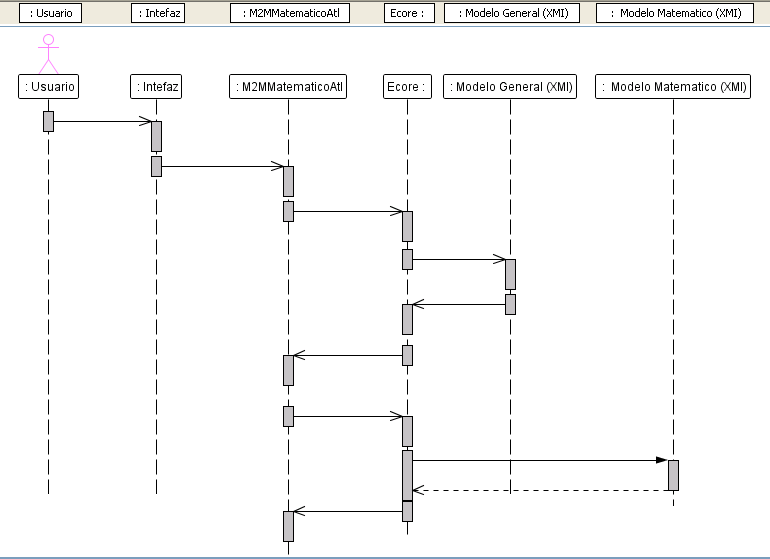 : Usuario : Intefaz : M2MMatematicoAtl Ecore : : Modelo General (XMI) : Modelo Matematico (XMI)
: Usuario : Intefaz : M2MMatematicoAtl Ecore : : Modelo General (XMI) : Modelo Matematico (XMI)